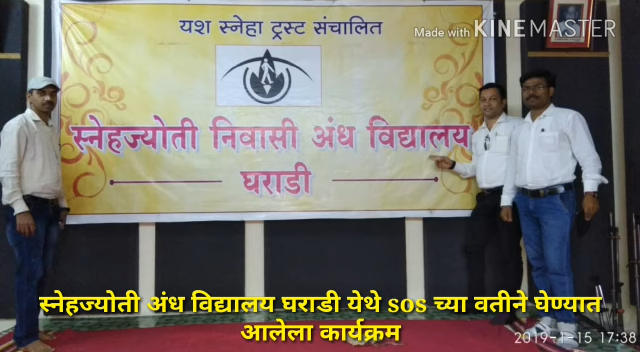 Made with KINEMASTER
यश स्नेहा ट्रस्ट संचालित
स्नेहज्योती निवासी अंध विद्यालय
घराडी
स्नेहज्योती अंध विद्यालय घराडी येथे SOS च्या वतीने घेण्यात
आलेला कार्यक्रम
2019-1-15 17:38